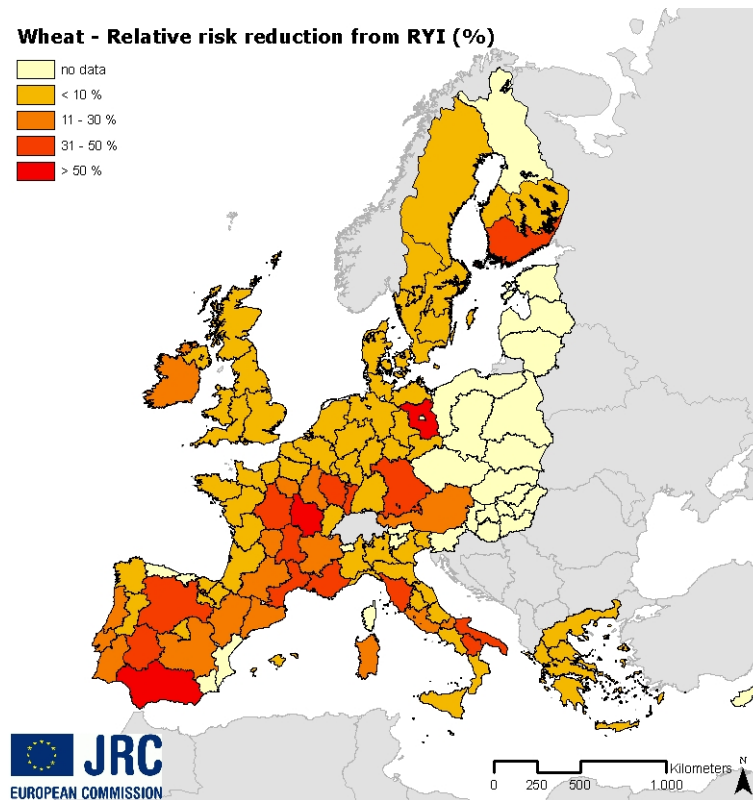 Wheat - Relative risk reduction from RYI (%)
no data
< 10 %
11 - 30 %
31 - 50 %
> 50 %
JRC
EUROPEAN COMMISSION
Kilometers
0 250 500 1.000
N